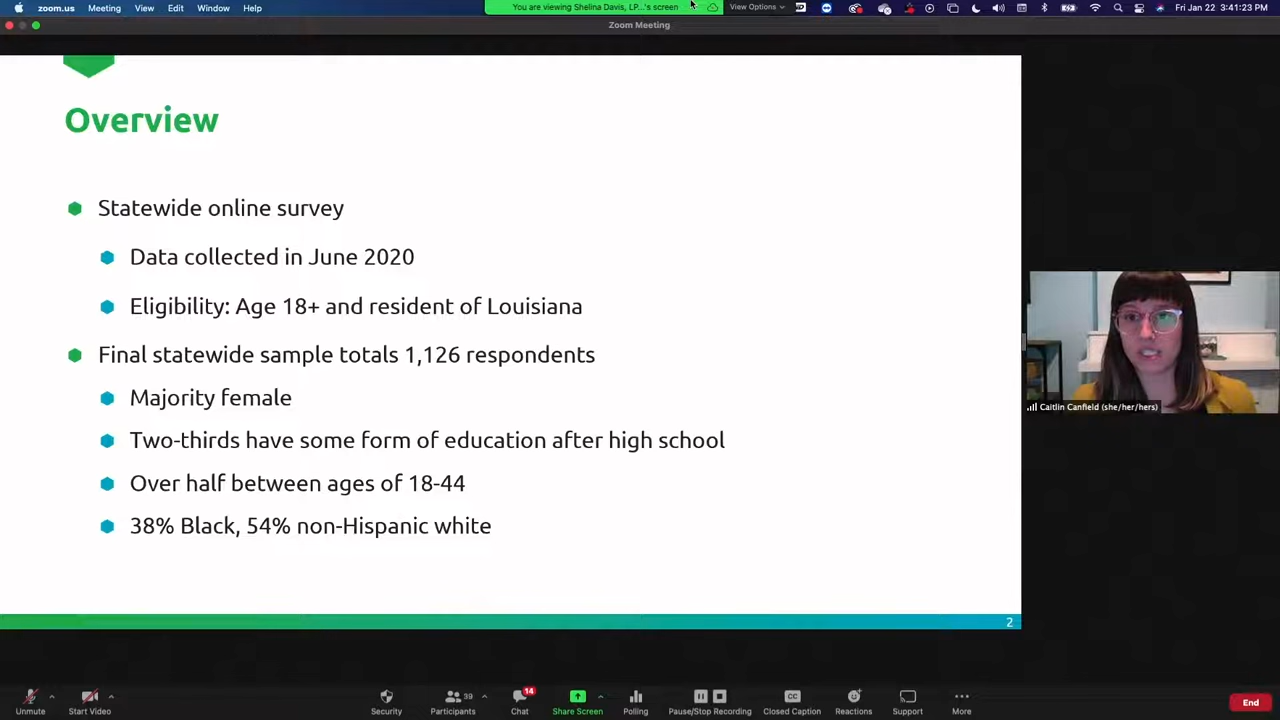 zoom.us Meeting View Edit Window Help
You are viewing Shelina Davis, LP...'s screen
View Options
Fri Jan 22 3:41:23 PM
Zoom Meeting
Overview
Statewide online survey
Data collected in June 2020
Eligibility: Age 18+ and resident of Louisiana
Final statewide sample totals 1,126 respondents
Majority female
Two-thirds have some form of education after high school
Over half between ages of 18-44
38% Black, 54% non-Hispanic white
2
Caitlin Canfield (she/her/hers)
39
14
Unmute Start Video Security Participants Chat Share Screen Polling Pause/Stop Recording Closed Caption Reactions Support More End